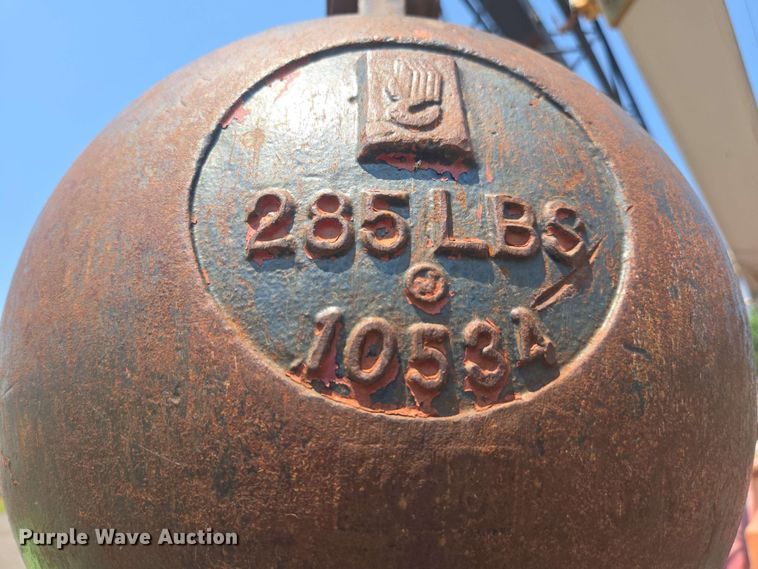 285 LBS
1053A
Purple Wave Auction